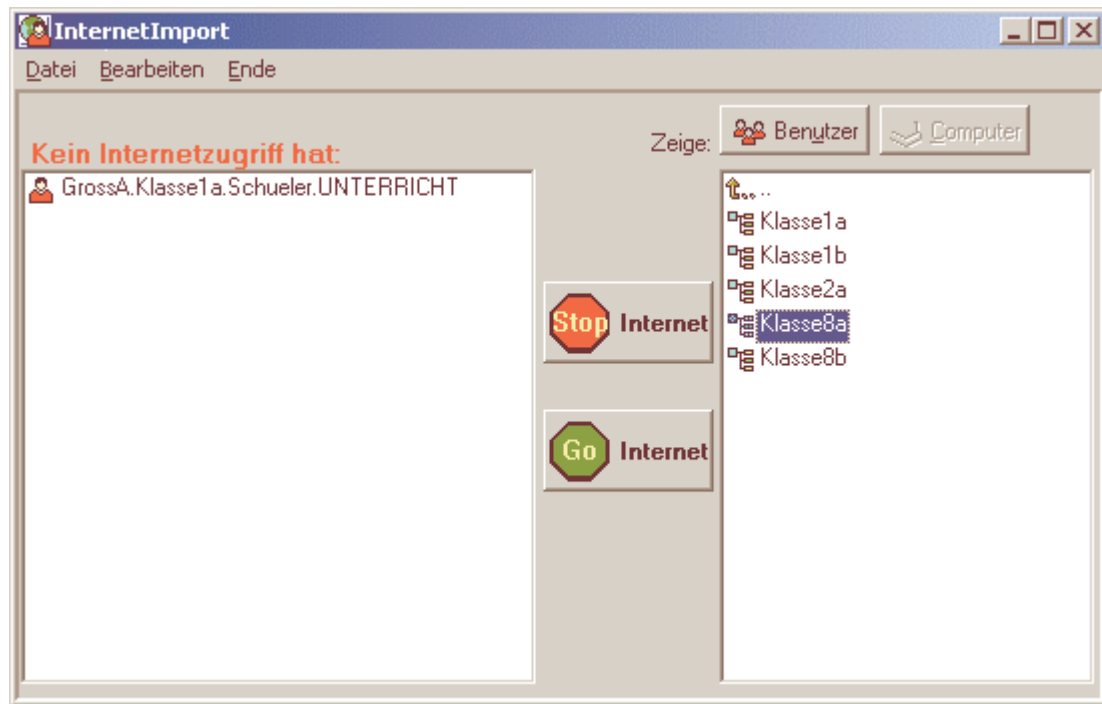 InternetImport
Datei Bearbeiten Ende
Kein Internetzugriff hat:
Zeige: Benutzer Computer
GrossA.Klasse1a.Schueler.UNTERRICHT
Stop Internet
Go Internet
..
Klasse1a
Klasse1b
Klasse2a
Klasse8a
Klasse8b